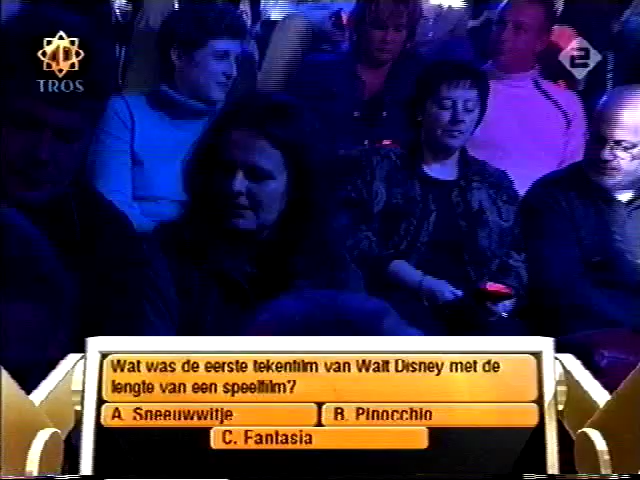 TROS
2
Wat was de eerste tekenfilm van Walt Disney met de
lengte van een speelfilm?
A. Sneeuwwitje
B. Pinocchio
C. Fantasia